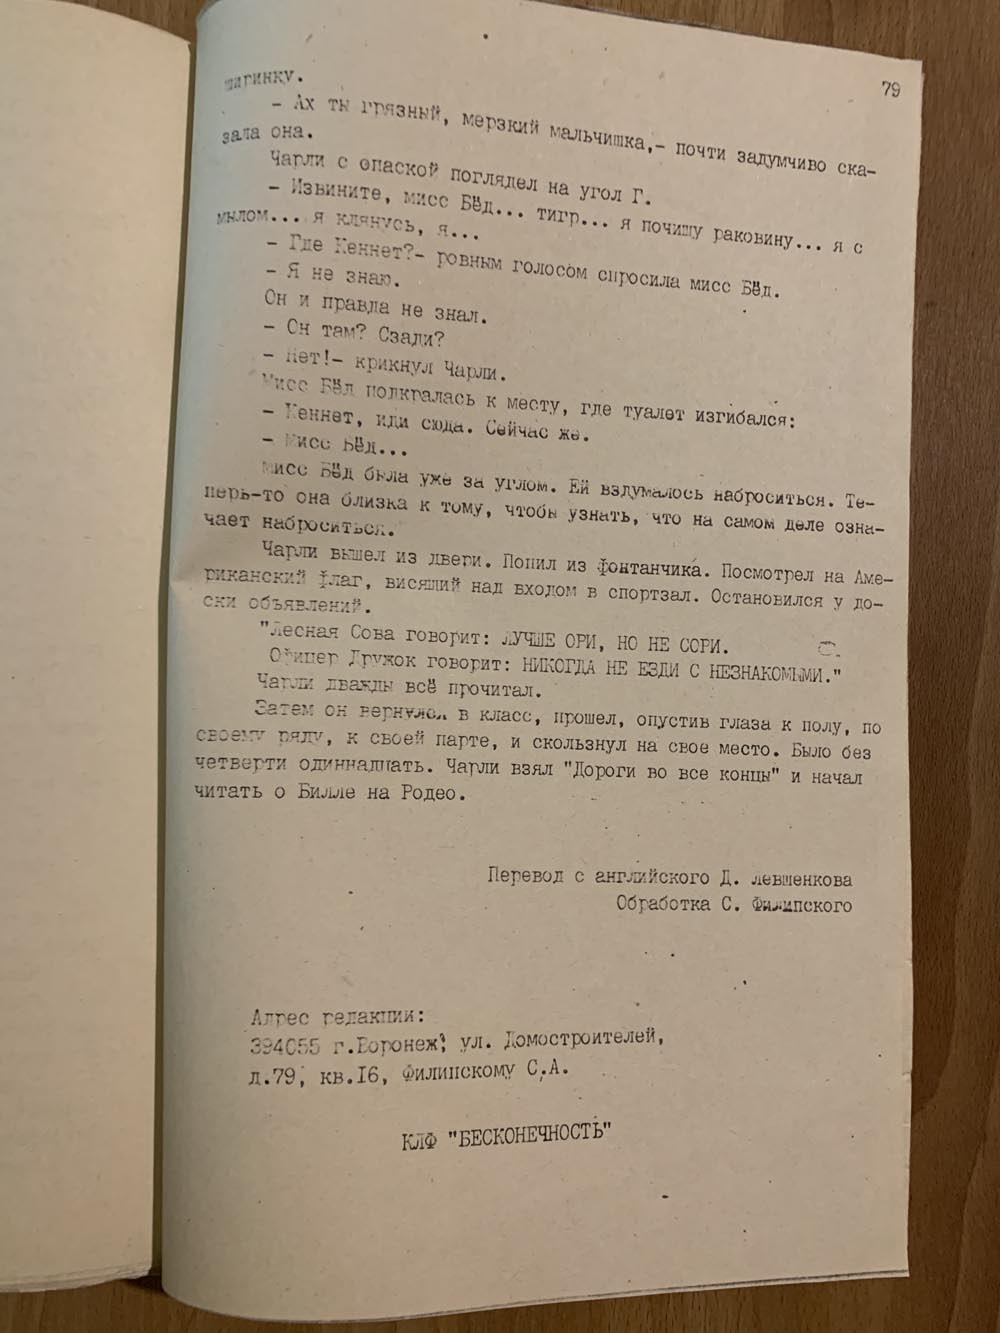 79
шагинку.
- Ах ты грязный, мерзкий мальчишка,- почти задумчиво ска-
зала она.
Чарли с опаской поглядел на угол Г.
- Извините, мисс Бёд... тигр... я почищу раковину... я с
мылом... я клянусь, я...
- Где Кеннет?- ровным голосом спросила мисс Бёд.
- Я не знаю.
Он и правда не знал.
- Он там? Сзади?
- Нет!- крикнул Чарли.
Мисс Бёд подкралась к месту, где туалет изгибался:
- Кеннет, иди сюда. Сейчас же.
- Мисс Бёд...
Мисс Бёд была уже за углом. Ей вздумалось наброситься. Те-
перь-то она близка к тому, чтобы узнать, что на самом деле озна-
чает наброситься.
Чарли вышел из двери. Попил из фонтанчика. Посмотрел на Аме-
риканский флаг, висящий над входом в спортзал. Остановился у до-
ски объявлений.
"Лесная Сова говорит: ЛУЧШЕ ОРИ, НО НЕ СОРИ.
Офицер Дружок говорит: НИКОГДА НЕ ЕЗДИ С НЕЗНАКОМЫМИ."
Чарли дважды всё прочитал.
Затем он вернулся в класс, прошел, опустив глаза к полу, по
своему ряду, к своей парте, и скользнул на свое место. Было без
четверти одиннадцать. Чарли взял "Дороги во все концы" и начал
читать о Билле на Родео.
Перевод с английского Д. Левшенкова
Обработка С. Филипского
Адрес редакции:
394055 г.Воронеж, ул. Домостроителей,
д.79, кв.16, Филипскому С.А.
КЛФ "БЕСКОНЕЧНОСТЬ"